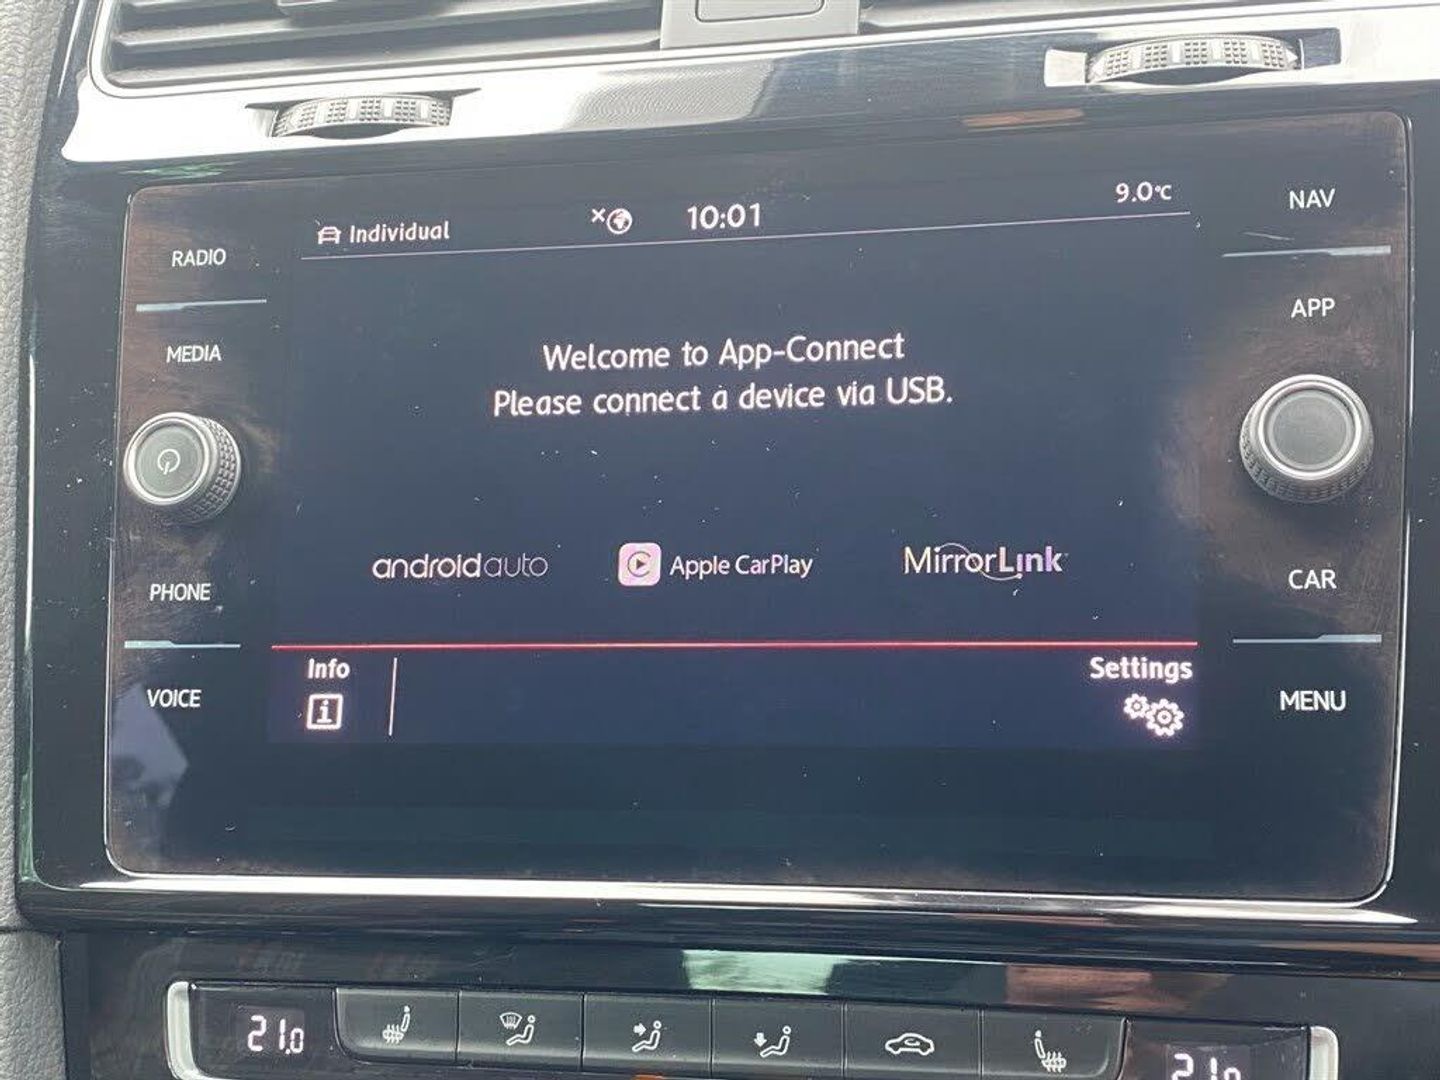 Individual
10:01
9.0°C
RADIO
MEDIA
PHONE
VOICE
Welcome to App-Connect
Please connect a device via USB.
androidauto
Apple CarPlay
MirrorLink
Info
i
Settings
NAV
APP
CAR
MENU
21.0
21.0